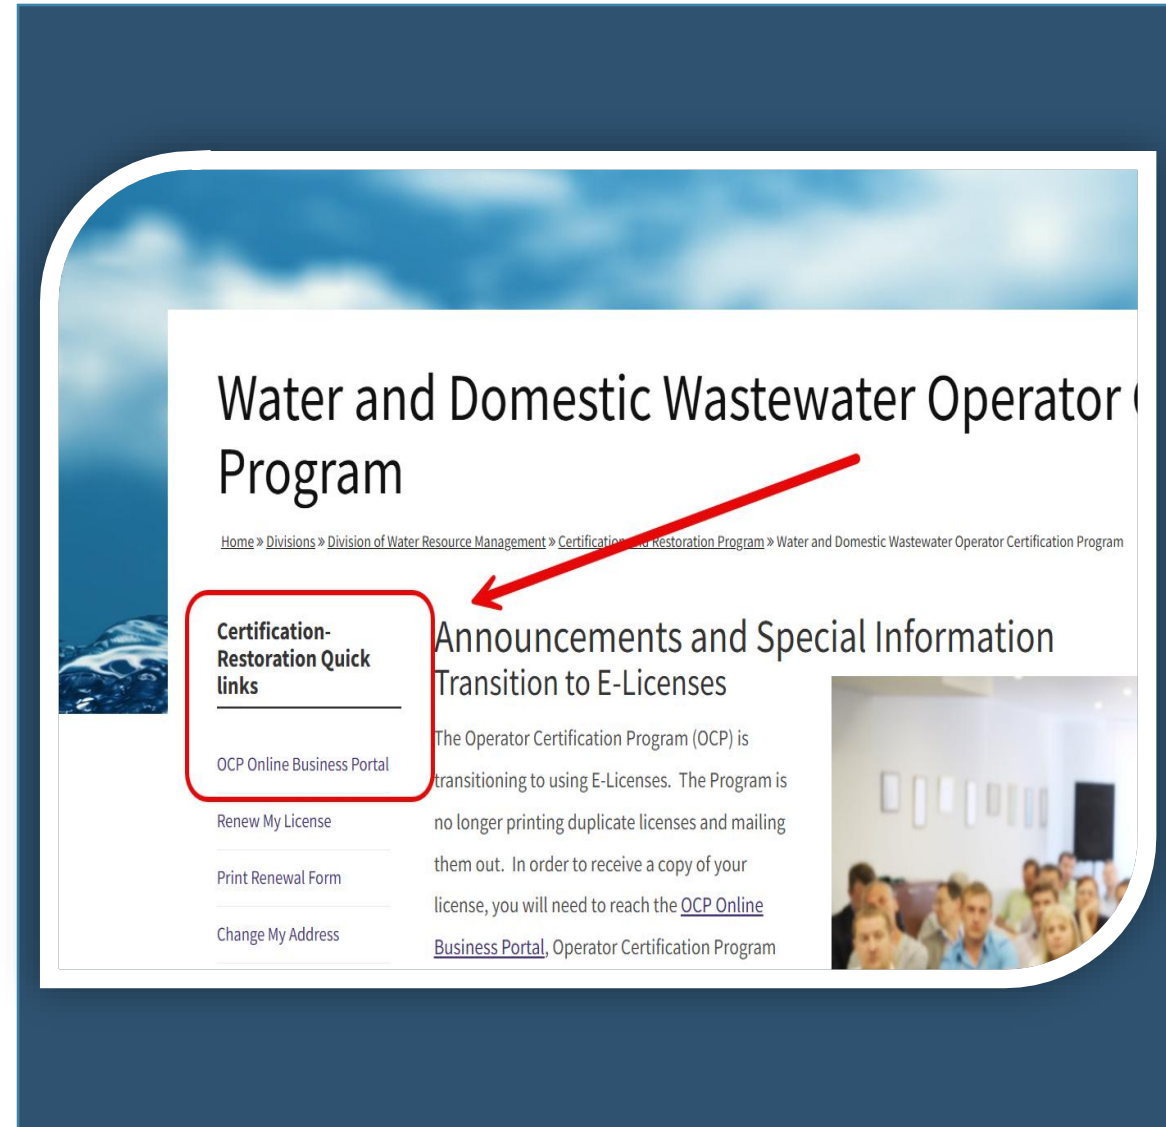 Water and Domestic Wastewater Operator
Program
Home » Divisions » Division of Water Resource Management » Certification and Restoration Program » Water and Domestic Wastewater Operator Certification Program
Certification-
Restoration Quick
links
OCP Online Business Portal
Renew My License
Print Renewal Form
Change My Address
Announcements and Special Information
Transition to E-Licenses
The Operator Certification Program (OCP) is
transitioning to using E-Licenses. The Program is
no longer printing duplicate licenses and mailing
them out. In order to receive a copy of your
license, you will need to reach the OCP Online
Business Portal, Operator Certification Program